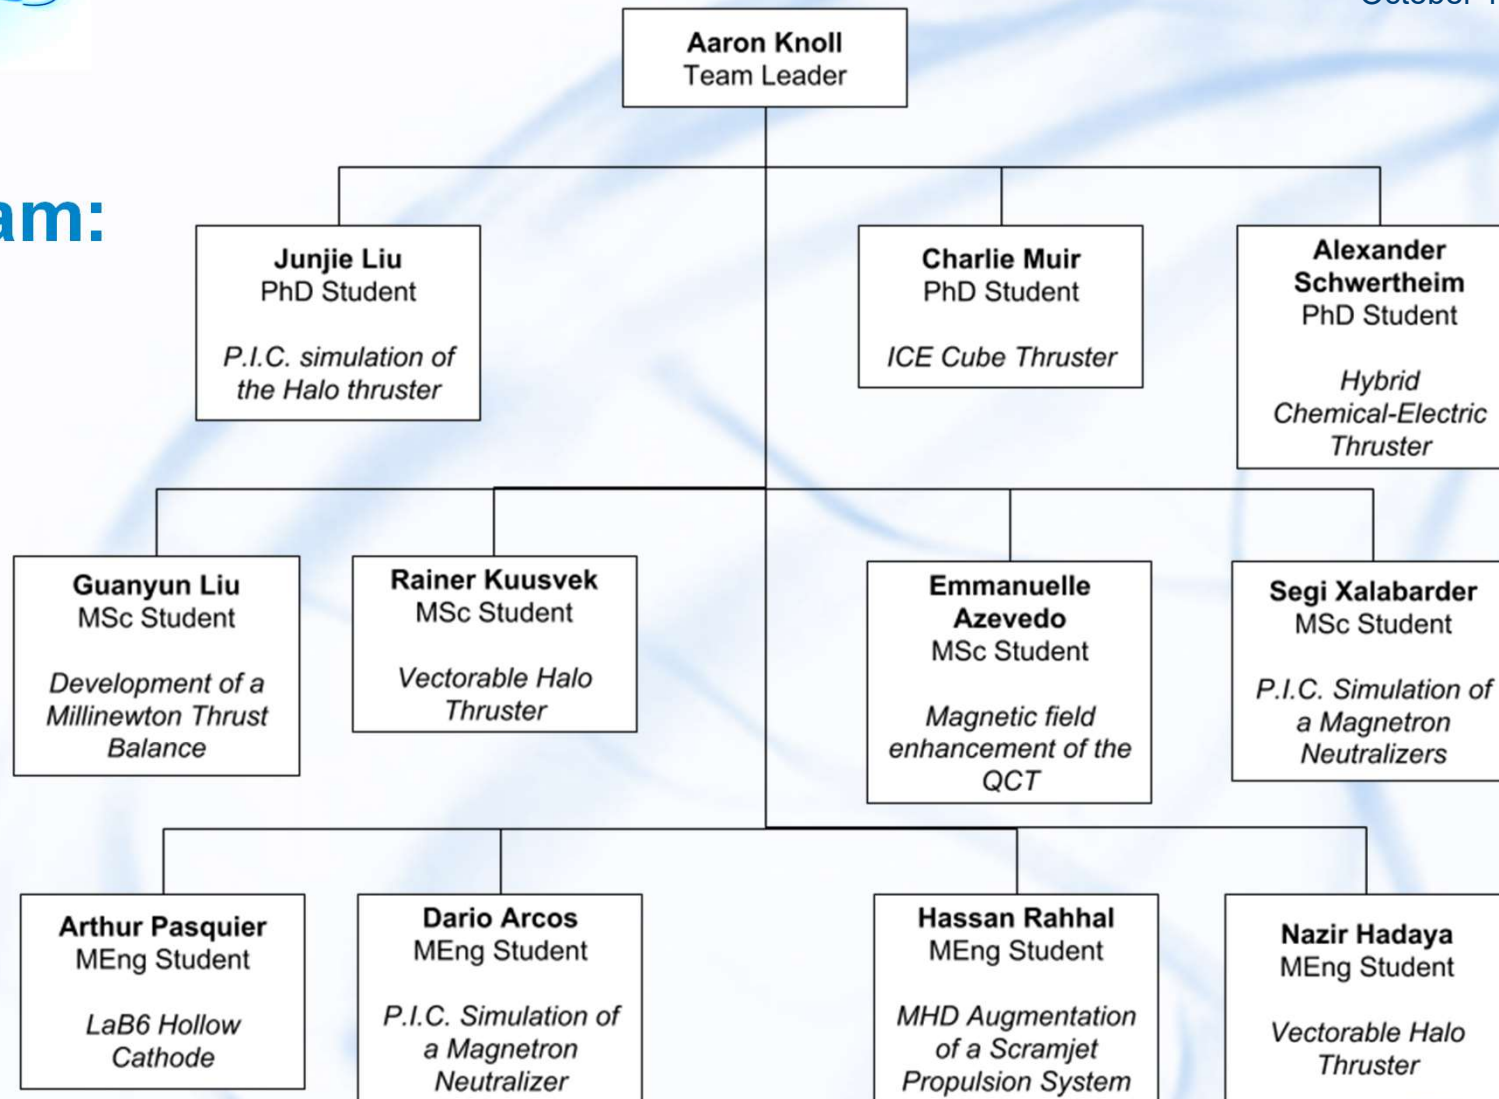 October 1
Aaron Knoll
Team Leader
am:
Junjie Liu
PhD Student
P.I.C. simulation of
the Halo thruster
Charlie Muir
PhD Student
ICE Cube Thruster
Alexander
Schwertheim
PhD Student
Hybrid
Chemical-Electric
Thruster
Guanyun Liu
MSc Student
Development of a
Millinewton Thrust
Balance
Rainer Kuusvek
MSc Student
Vectorable Halo
Thruster
Emmanuelle
Azevedo
MSc Student
Magnetic field
enhancement of the
QCT
Segi Xalabarder
MSc Student
P.I.C. Simulation of
a Magnetron
Neutralizers
Arthur Pasquier
MEng Student
LaB6 Hollow
Cathode
Dario Arcos
MEng Student
P.I.C. Simulation of
a Magnetron
Neutralizer
Hassan Rahhal
MEng Student
MHD Augmentation
of a Scramjet
Propulsion System
Nazir Hadaya
MEng Student
Vectorable Halo
Thruster